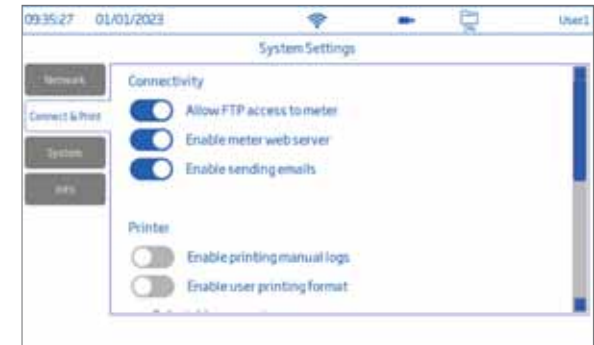 09:35:27 01/01/2023 User1
System Settings
Network
Connect & Print
System
Info
Connectivity
Allow FTP access to meter
Enable meter web server
Enable sending emails
Printer
Enable printing manual logs
Enable user printing format